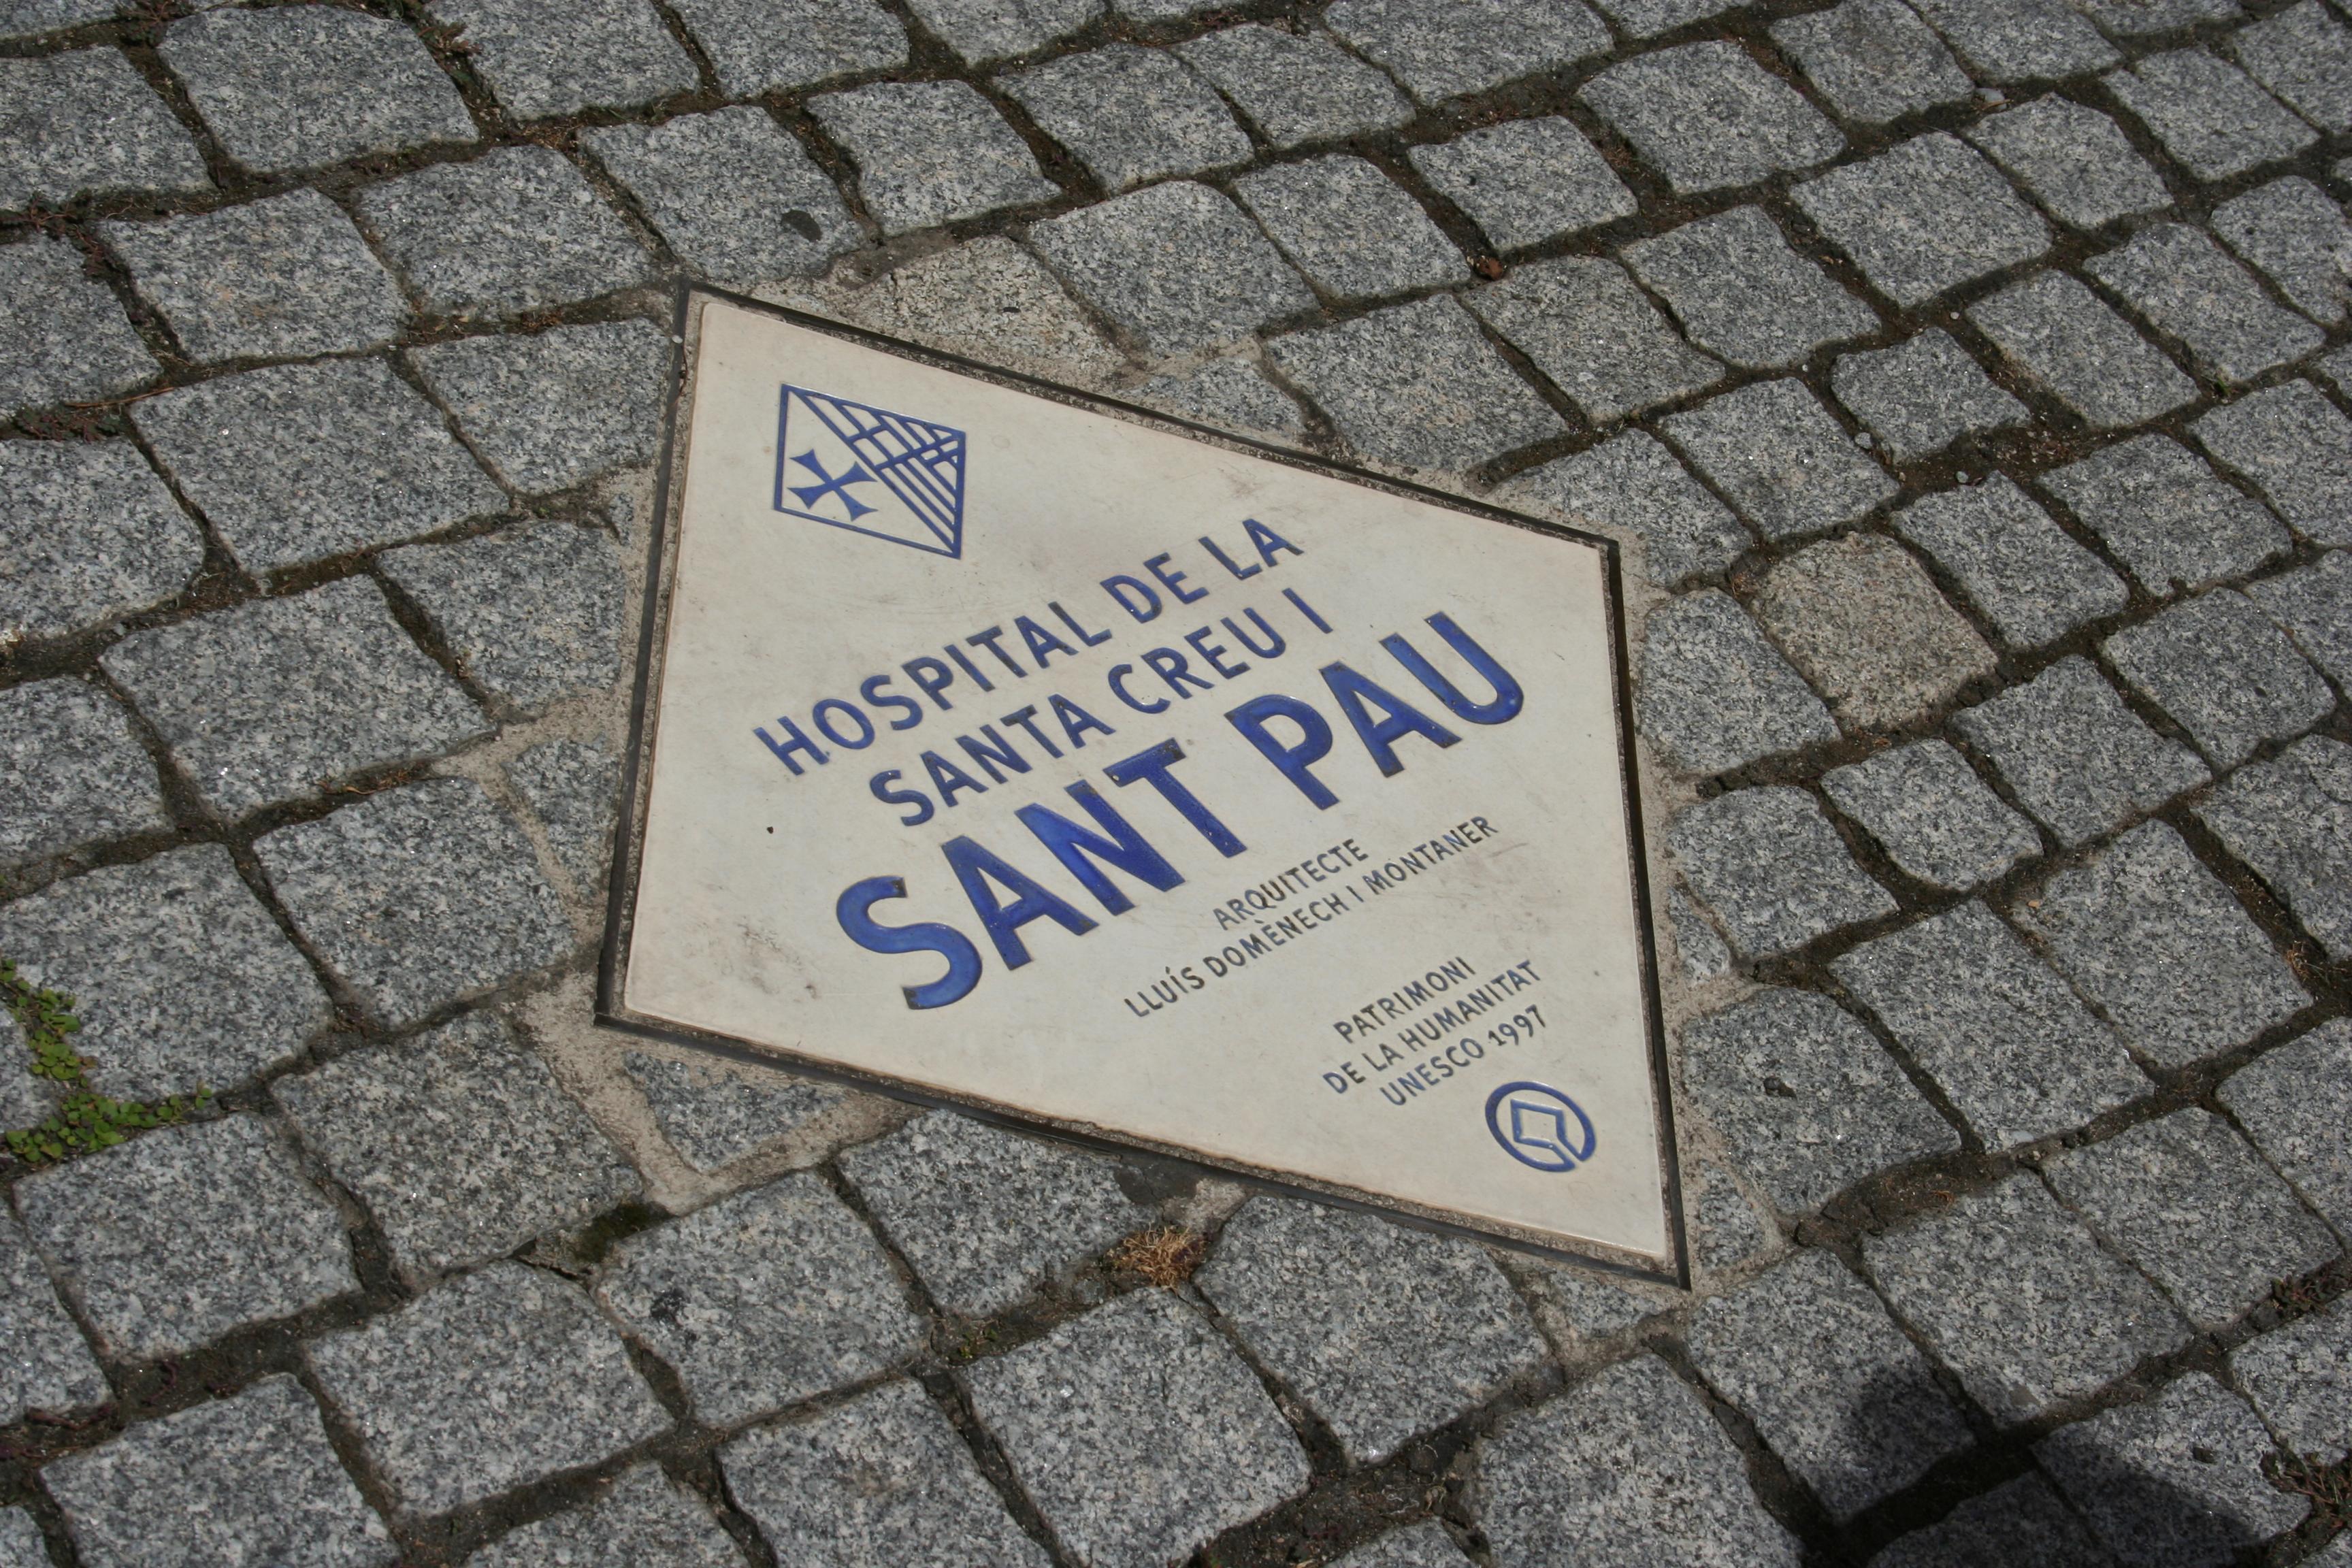 HOSPITAL DE LA
SANTA CREU I
SANT PAU
ARQUITECTE
LLUÍS DOMÈNECH I MONTANER
PATRIMONI
DE LA HUMANITAT
UNESCO 1997